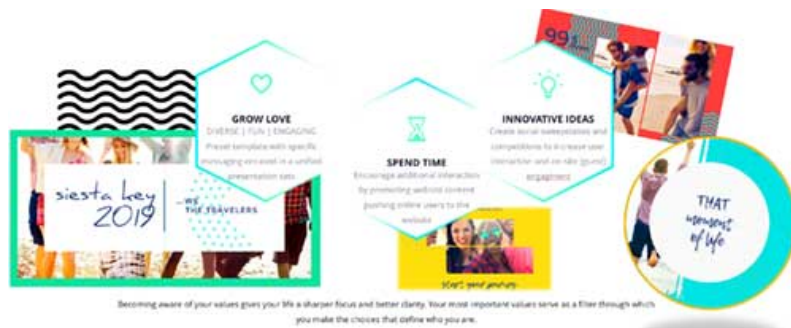 GROW LOVE
DIVERSE | FUN | ENGAGING
Preset template with specific
messaging encased in a unified
presentation sets
SPEND TIME
Encourage additional interaction
by promoting website content
pushing online users to the
website
INNOVATIVE IDEAS
Create social sweepstakes and
competitions to increase user
interaction and on-site (guest)
engagment
siesta key
2019
WE
THE TRAVELERS
start your journey
THAT
moment
of life
Becoming aware of your values gives your life a sharper focus and better clarity. Your most important values serve as a filter through which
you make the choices that define who you are.